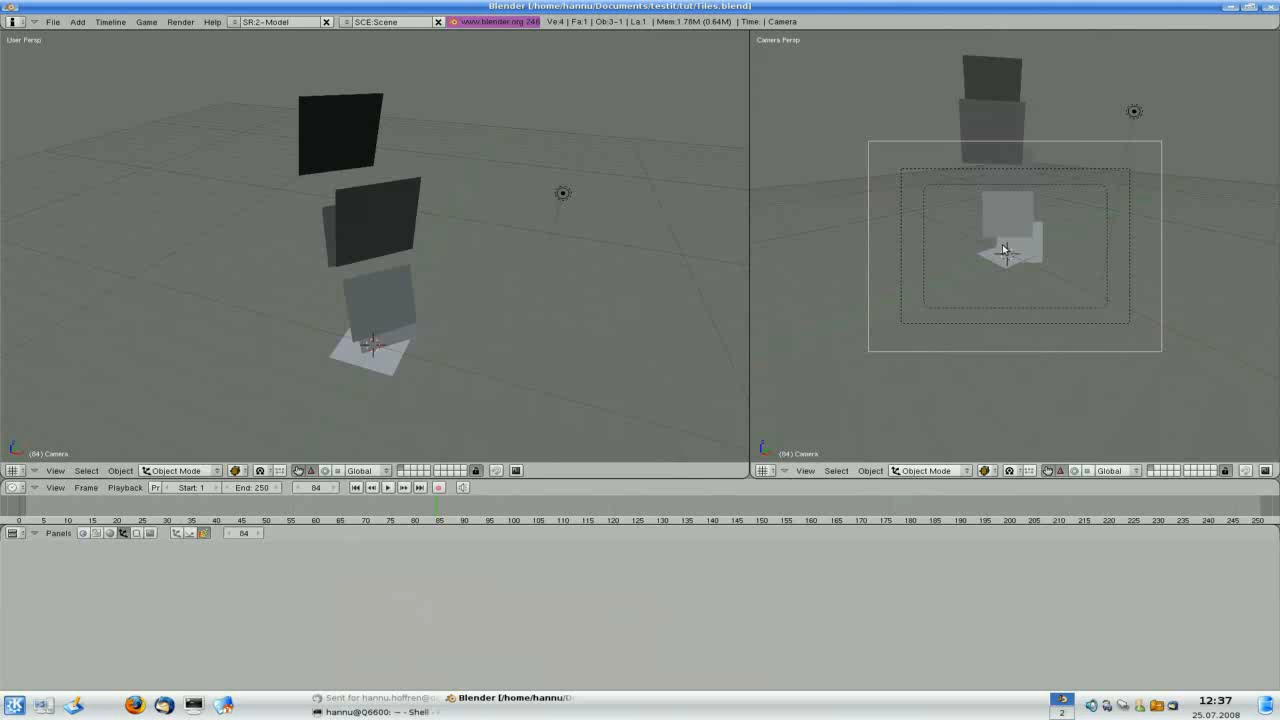 Blender [/home/hannu/Documents/testit/tut/Tiles.blend]
File Add Timeline Game Render Help SR:2-Model SCE:Scene www.blender.org 246 Ve:4 | Fa:1 | Ob:3-1 | La:1 | Mem:1.78M (0.64M) | Time: | Camera
User Persp
Camera Persp
(84) Camera
(84) Camera
View Select Object Object Mode Global
View Select Object Object Mode Global
View Frame Playback Pr Start: 1 End: 250 84
0 5 10 15 20 25 30 35 40 45 50 55 60 65 70 75 80 85 90 95 100 105 110 115 120 125 130 135 140 145 150 155 160 165 170 175 180 185 190 195 200 205 210 215 220 225 230 235 240 245 250
Panels 84
Sent for hannu.hoffren@
Blender [/home/hannu/D
hannu@Q6600: ~ - Shell -
2
12:37
25.07.2008